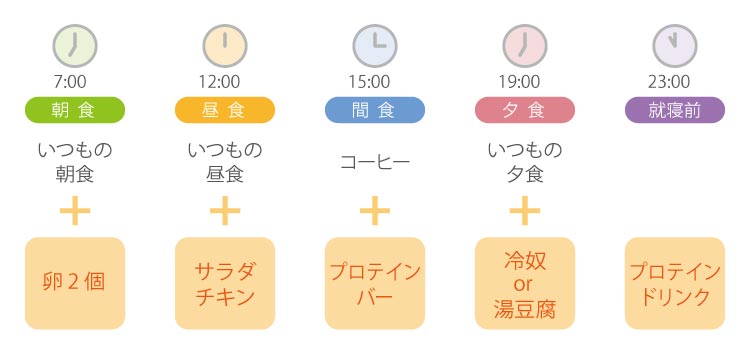 7:00
12:00
15:00
19:00
23:00
朝食
昼食
間食
夕食
就寝前
いつもの
朝食
いつもの
昼食
コーヒー
いつもの
夕食
卵2個
サラダ
チキン
プロテイン
バー
冷奴
or
湯豆腐
プロテイン
ドリンク